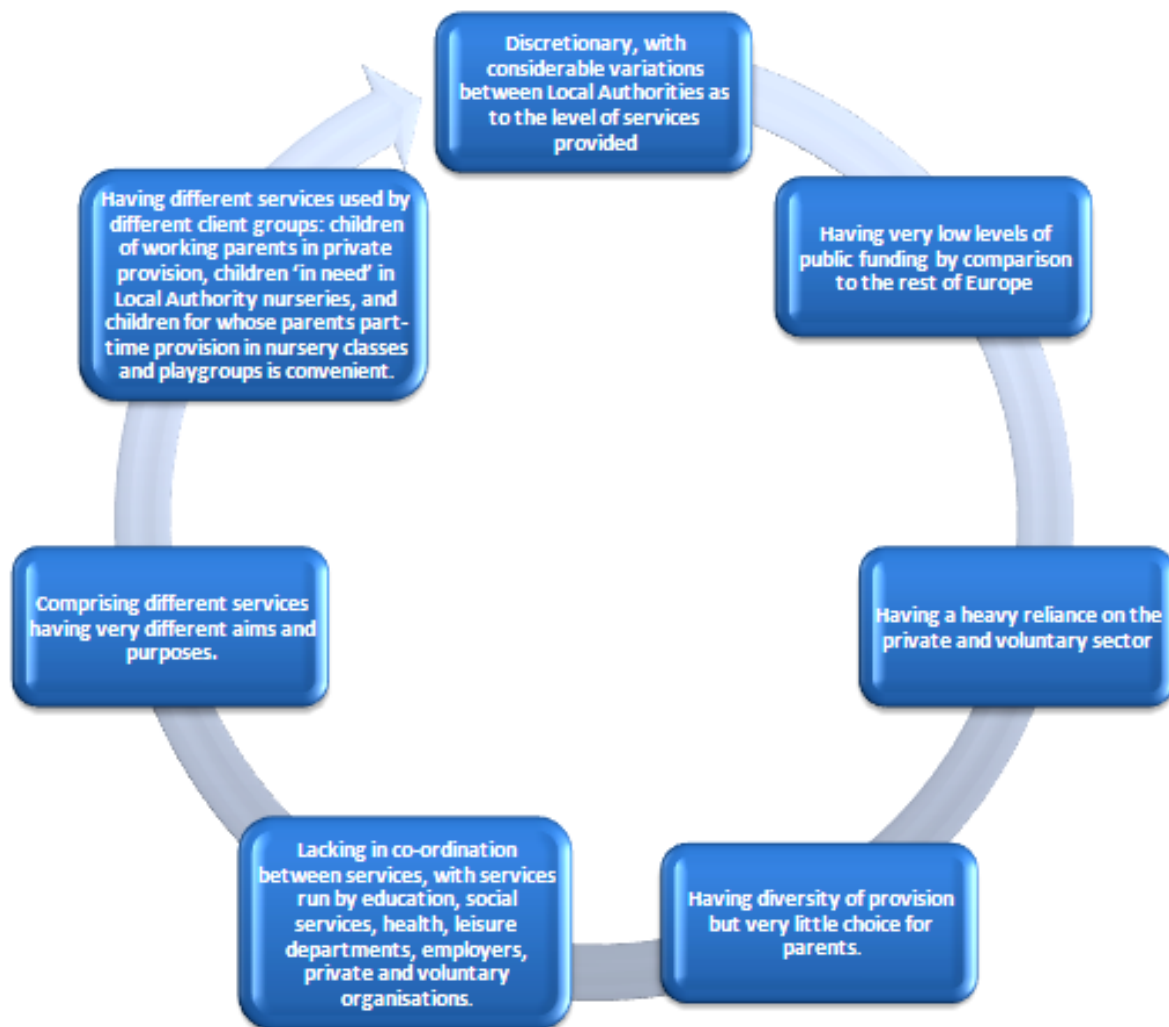 Discretionary, with
considerable variations
between Local Authorities as
to the level of services
provided
Having very low levels of
public funding by comparison
to the rest of Europe
Having a heavy reliance on the
private and voluntary sector
Having diversity of provision
but very little choice for
parents.
Lacking in co-ordination
between services, with services
run by education, social
services, health, leisure
departments, employers,
private and voluntary
organisations.
Comprising different services
having very different aims and
purposes.
Having different services used by
different client groups: children
of working parents in private
provision, children ‘in need’ in
Local Authority nurseries, and
children for whose parents part-
time provision in nursery classes
and playgroups is convenient.